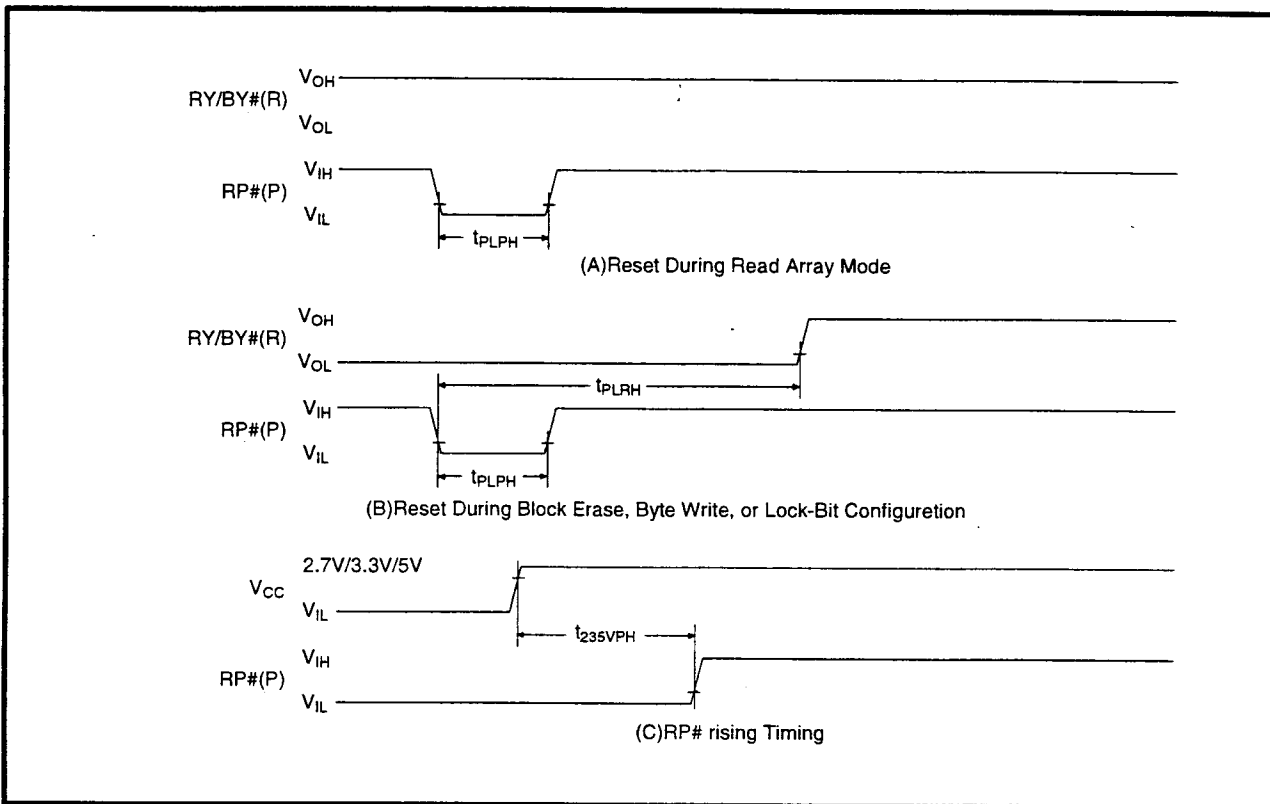 VOH
RY/BY#(R)
VOL
VIH
RP#(P)
VIL
tPLPH
(A)Reset During Read Array Mode
VOH
RY/BY#(R)
VOL
tPLRH
VIH
RP#(P)
VIL
tPLPH
(B)Reset During Block Erase, Byte Write, or Lock-Bit Configuretion
2.7V/3.3V/5V
VCC
VIL
t235VPH
VIH
RP#(P)
VIL
(C)RP# rising Timing